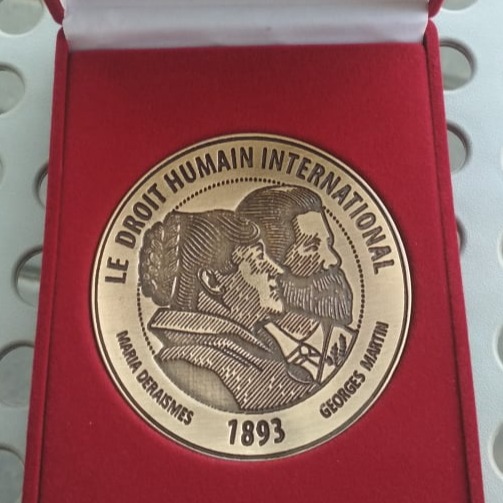 LE DROIT HUMAIN INTERNATIONAL
MARIA DERAISMES
GEORGES MARTIN
1893